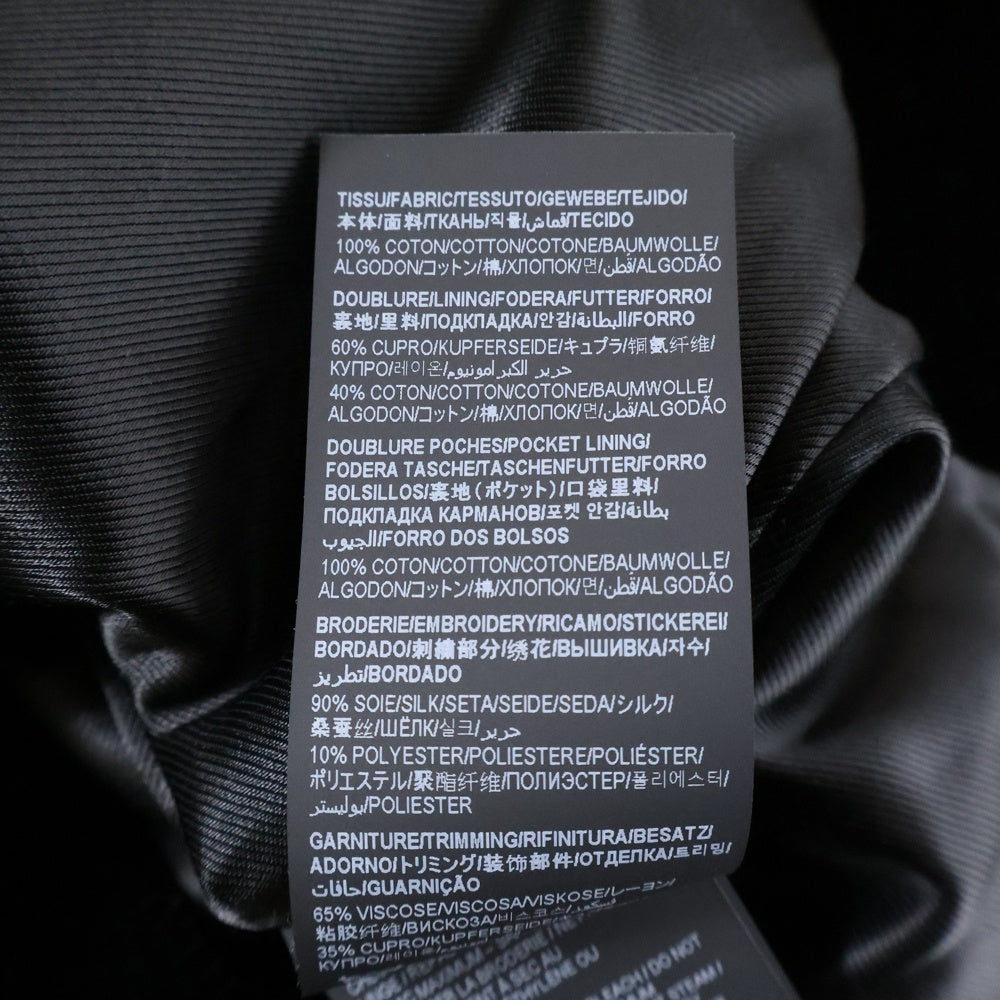 TISSU/FABRIC/TESSUTO/GEWEBE/TEJIDO/
本体/面料/ТКАНЬ/직물/قماش/TECIDO
100% COTON/COTTON/COTONE/BAUMWOLLE/
ALGODON/コットン/棉/ХЛОПОК/면/قطن/ALGODÃO
DOUBLURE/LINING/FODERA/FUTTER/FORRO/
裏地/里料/ПОДКЛАДКА/안감/البطانة/FORRO
60% CUPRO/KUPFERSEIDE/キュプラ/铜氨纤维/
КУПРО/레이온/حرير الكبرامونيوم
40% COTON/COTTON/COTONE/BAUMWOLLE/
ALGODON/コットン/棉/ХЛОПОК/면/قطن/ALGODÃO
DOUBLURE POCHES/POCKET LINING/
FODERA TASCHE/TASCHENFUTTER/FORRO
BOLSILLOS/裏地(ポケット)/口袋里料/
ПОДКЛАДКА КАРМАНОВ/포켓 안감/بطانة
الجيوب/FORRO DOS BOLSOS
100% COTON/COTTON/COTONE/BAUMWOLLE/
ALGODON/コットン/棉/ХЛОПОК/면/قطن/ALGODÃO
BRODERIE/EMBROIDERY/RICAMO/STICKEREI/
BORDADO/刺繍部分/绣花/ВЫШИВКА/자수/
تطريز/BORDADO
90% SOIE/SILK/SETA/SEIDE/SEDA/シルク/
桑蚕丝/ШЁЛК/실크/حرير
10% POLYESTER/POLIESTERE/POLIÉSTER/
ポリエステル/聚酯纤维/ПОЛИЭСТЕР/폴리에스터/
بوليستر/POLIESTER
GARNITURE/TRIMMING/RIFINITURA/BESATZ/
ADORNO/トリミング/装饰部件/ОТДЕЛКА/트리밍/
حافات/GUARNIÇÃO
65% VISCOSE/VISCOSA/VISKOSE/レーヨン/
粘胶纤维/ВИСКОЗА/비스코스/فسكوز
35% CUPRO/KUPFERSEIDE/
КУПРО/레이온/